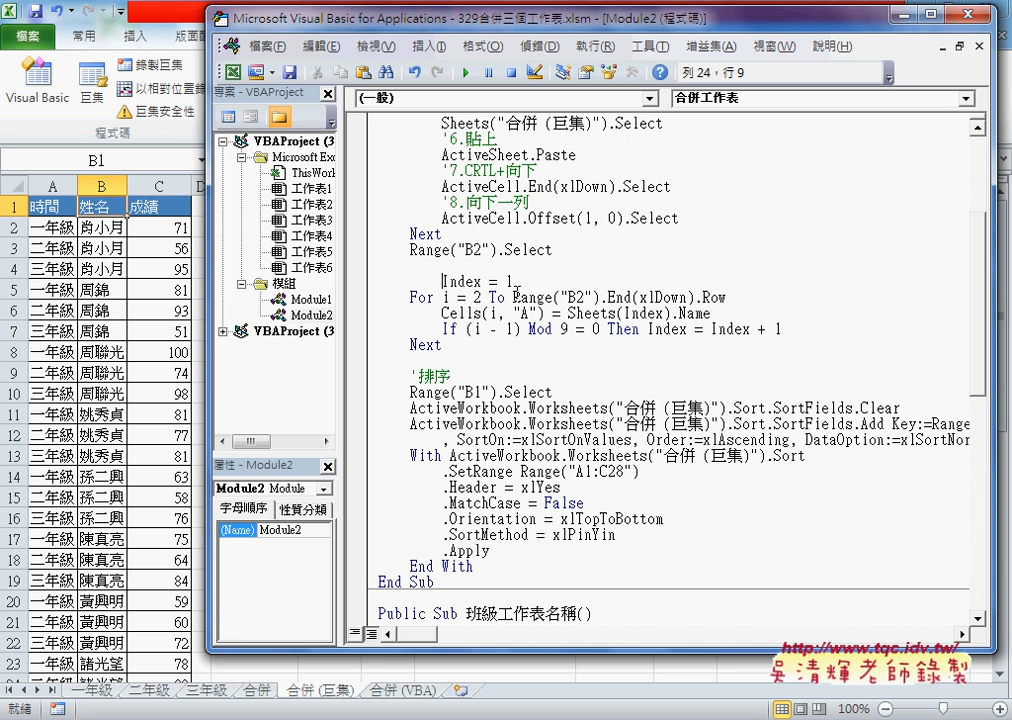 Microsoft Visual Basic for Applications - 329合併三個工作表.xlsm - [Module2 (程式碼)]
檔案 常用 插入 版面
檔案(F) 編輯(E) 檢視(V) 插入(I) 格式(O) 偵錯(D) 執行(R) 工具(T) 增益集(A) 視窗(W) 說明(H)
列 24，行 9
Visual Basic 巨集
錄製巨集
以相對位置錄
巨集安全性
程式碼
專案 - VBAProject
(一般) 合併工作表
VBAProject (3
Microsoft Exc
ThisWork
工作表1
工作表2
工作表3
工作表4
工作表5
工作表6
模組
Module1
Module2
VBAProject (3
屬性 - Module2
Module2 Module
字母順序 性質分類
(Name) Module2
Sheets("合併 (巨集)").Select
'6.貼上
ActiveSheet.Paste
'7.CRTL+向下
ActiveCell.End(xlDown).Select
'8.向下一列
ActiveCell.Offset(1, 0).Select
Next
Range("B2").Select
Index = 1
For i = 2 To Range("B2").End(xlDown).Row
Cells(i, "A") = Sheets(Index).Name
If (i - 1) Mod 9 = 0 Then Index = Index + 1
Next
'排序
Range("B1").Select
ActiveWorkbook.Worksheets("合併 (巨集)").Sort.SortFields.Clear
ActiveWorkbook.Worksheets("合併 (巨集)").Sort.SortFields.Add Key:=Range
, SortOn:=xlSortOnValues, Order:=xlAscending, DataOption:=xlSortNor
With ActiveWorkbook.Worksheets("合併 (巨集)").Sort
.SetRange Range("A1:C28")
.Header = xlYes
.MatchCase = False
.Orientation = xlTopToBottom
.SortMethod = xlPinYin
.Apply
End With
End Sub
Public Sub 班級工作表名稱()
B1
A B C D
1 時間 姓名 成績
2 一年級 肖小月 71
3 二年級 肖小月 56
4 三年級 肖小月 95
5 一年級 周錦 81
6 二年級 周錦 93
7 三年級 周錦 51
8 一年級 周聯光 100
9 二年級 周聯光 74
10 三年級 周聯光 98
11 一年級 姚秀貞 81
12 二年級 姚秀貞 77
13 三年級 姚秀貞 81
14 一年級 孫二興 63
15 二年級 孫二興 58
16 三年級 孫二興 76
17 一年級 陳真亮 75
18 二年級 陳真亮 64
19 三年級 陳真亮 84
20 一年級 黃興明 59
21 二年級 黃興明 60
22 三年級 黃興明 72
23 一年級 諸光望 78
一年級 二年級 三年級 合併 合併 (巨集) 合併 (VBA)
就緒
100%
http://www.tqc.idv.tw/
吳清輝老師錄製